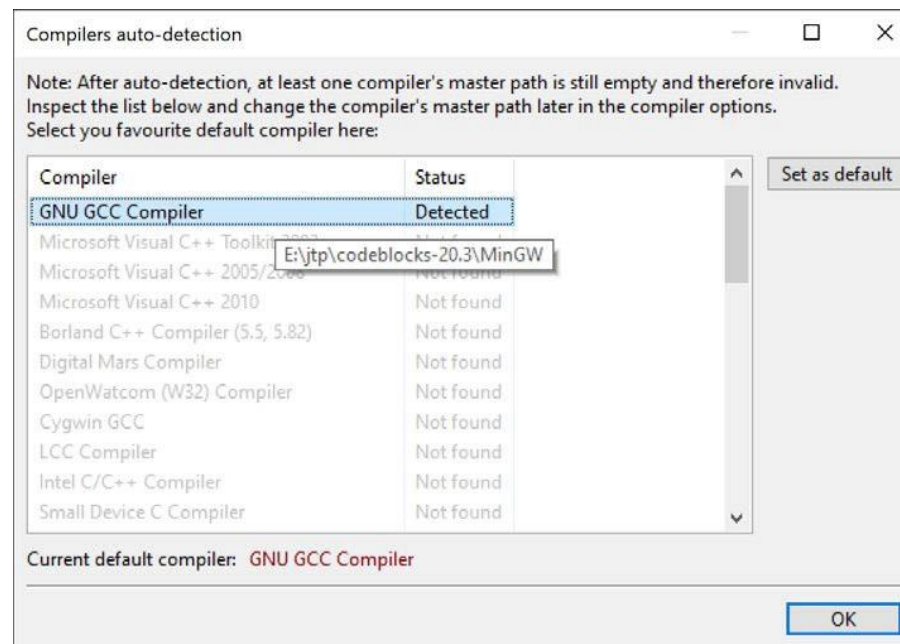 Compilers auto-detection
Note: After auto-detection, at least one compiler's master path is still empty and therefore invalid.
Inspect the list below and change the compiler's master path later in the compiler options.
Select you favourite default compiler here:
Compiler Status
Set as default
GNU GCC Compiler Detected
Microsoft Visual C++ Toolkit
E:\jtp\codeblocks-20.3\MinGW
Microsoft Visual C++ 2005/2008 Not found
Microsoft Visual C++ 2010 Not found
Borland C++ Compiler (5.5, 5.82) Not found
Digital Mars Compiler Not found
OpenWatcom (W32) Compiler Not found
Cygwin GCC Not found
LCC Compiler Not found
Intel C/C++ Compiler Not found
Small Device C Compiler Not found
Current default compiler: GNU GCC Compiler
OK